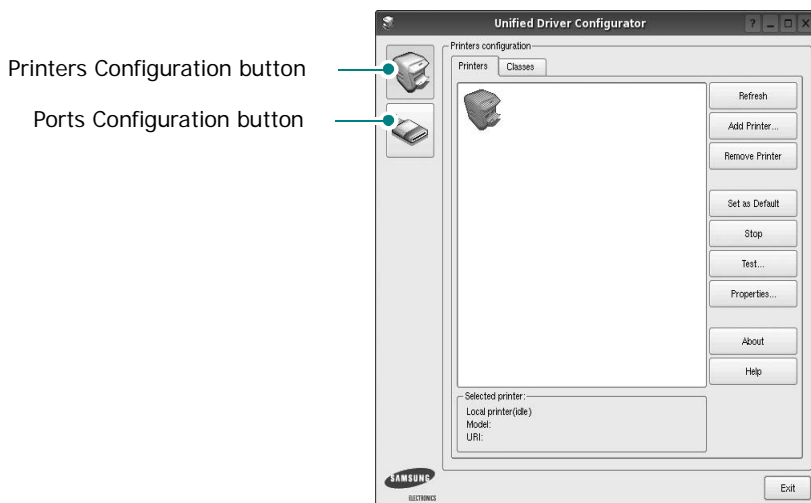 Unified Driver Configurator
Printers Configuration button
Ports Configuration button
Printers configuration
Printers
Classes
Refresh
Add Printer...
Remove Printer
Set as Default
Stop
Test...
Properties...
About
Help
Selected printer:
Local printer(idle)
Model:
URI:
SAMSUNG
ELECTRONICS
Exit